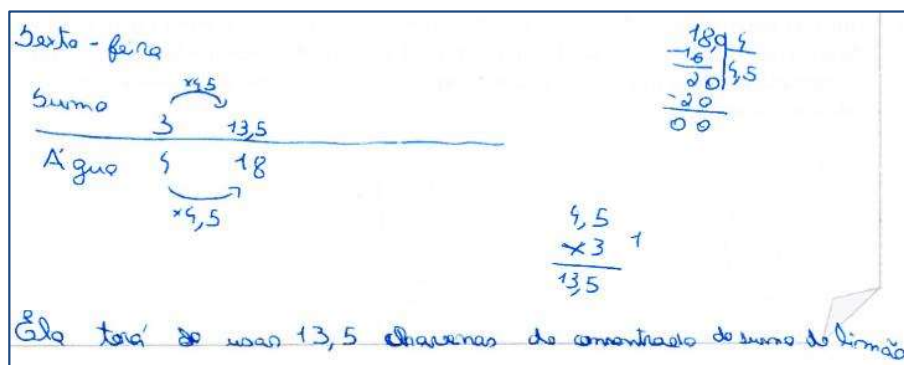 Sexta-feira
×4,5
Sumo 3 13,5
Água 4 18
×4,5
18,0 4
-16 4,5
20
-20
00
4,5
×3 1
13,5
Ela terá de usar 13,5 chávenas de concentrado de sumo de limão